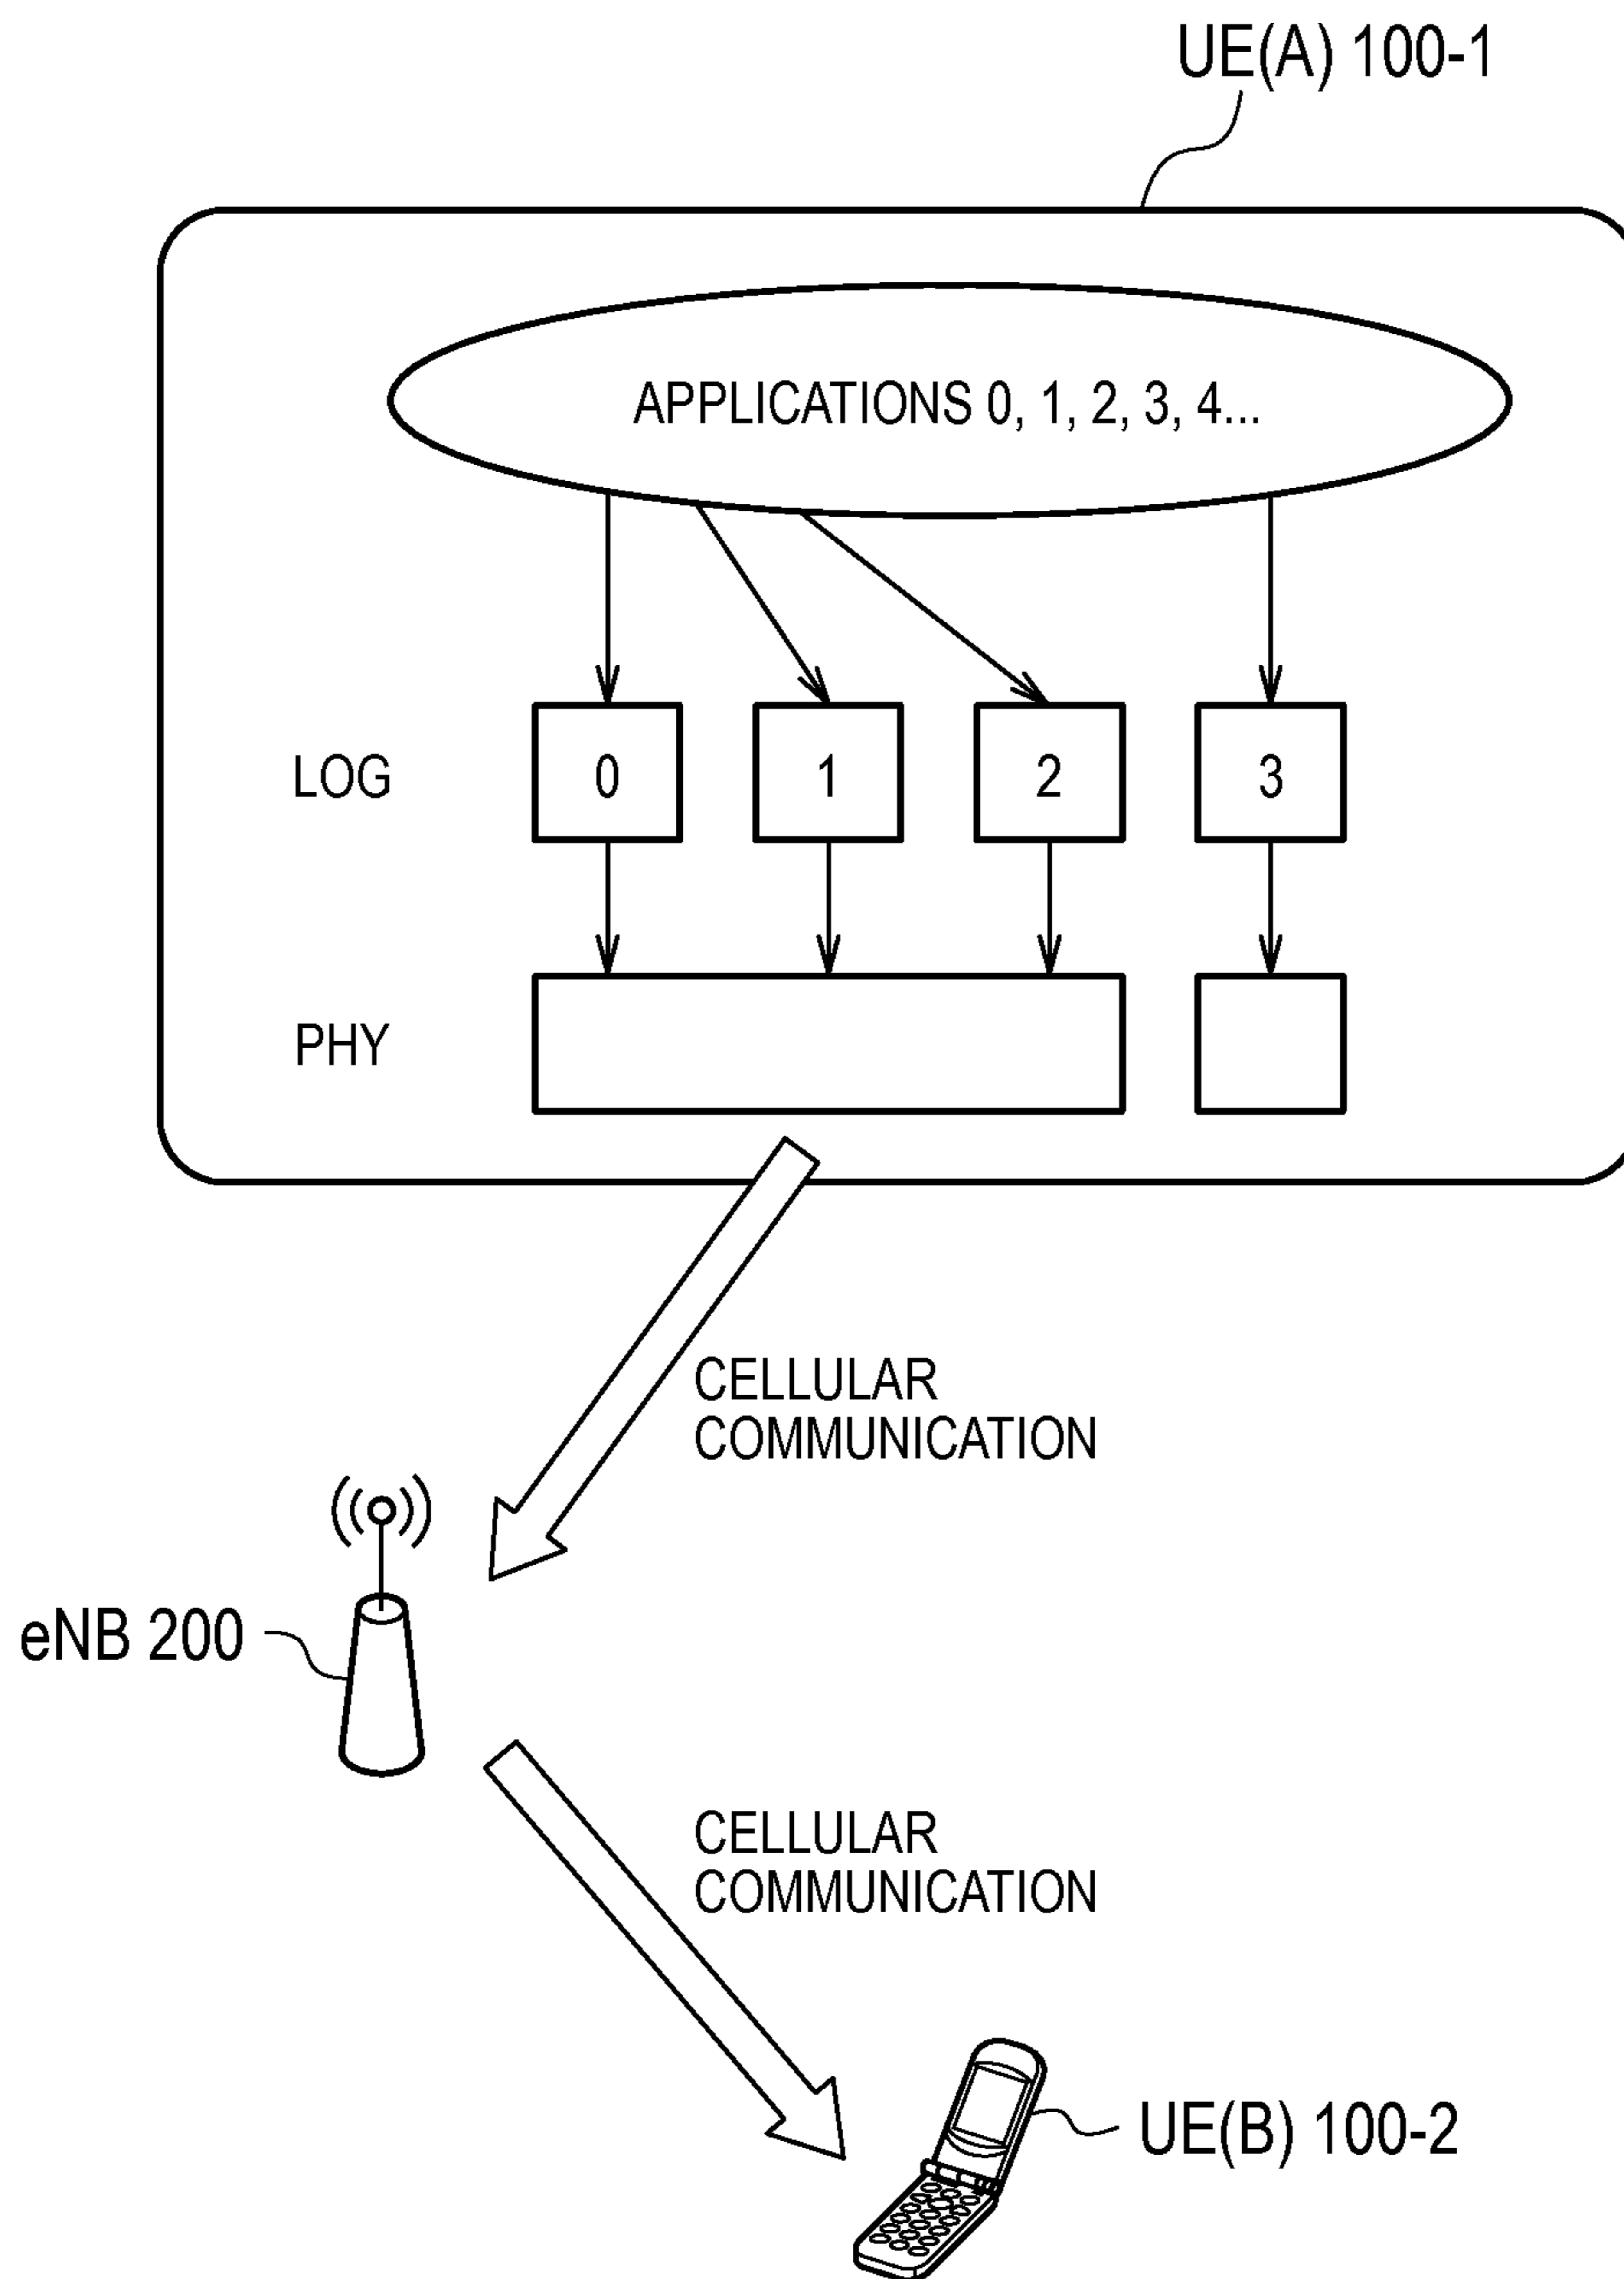 UE(A) 100-1
APPLICATIONS 0, 1, 2, 3, 4...
LOG
0
1
2
3
PHY
CELLULAR
COMMUNICATION
eNB 200
CELLULAR
COMMUNICATION
UE(B) 100-2